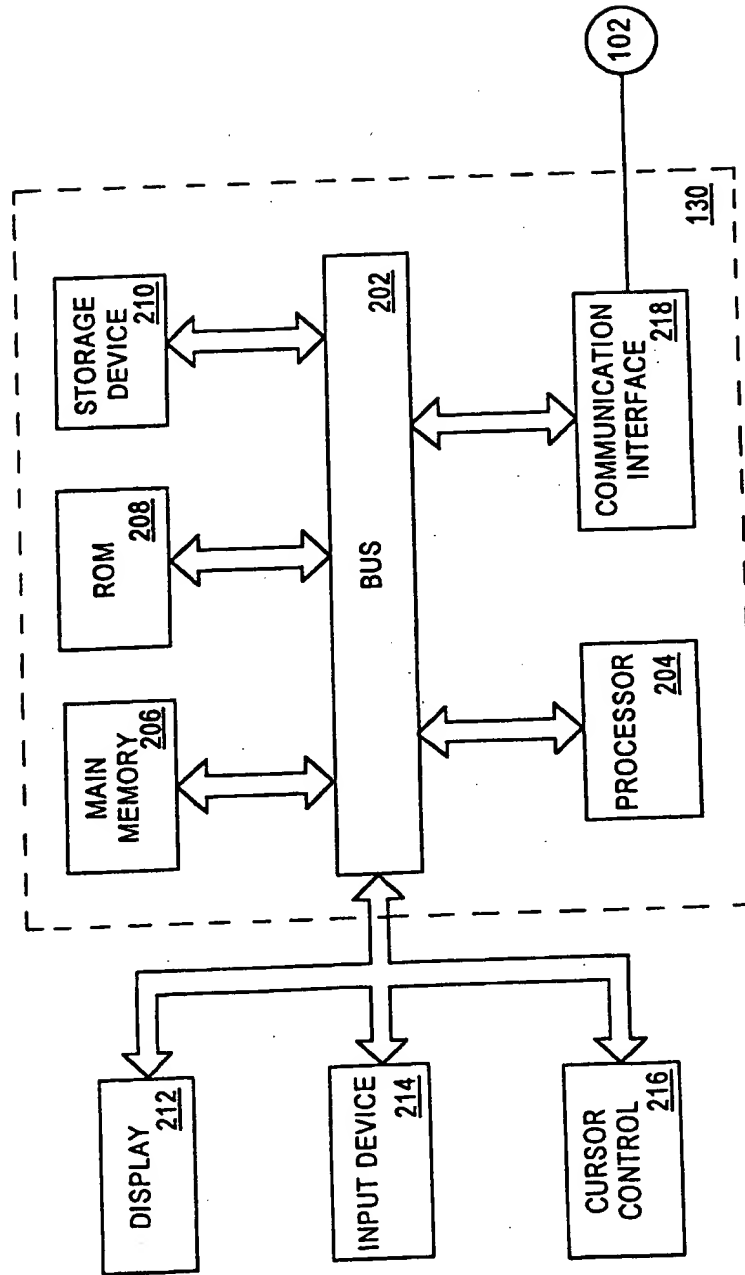 DISPLAY
212
INPUT DEVICE
214
CURSOR
CONTROL
216
MAIN
MEMORY
206
ROM
208
STORAGE
DEVICE
210
BUS
202
PROCESSOR
204
COMMUNICATION
INTERFACE
218
130
102